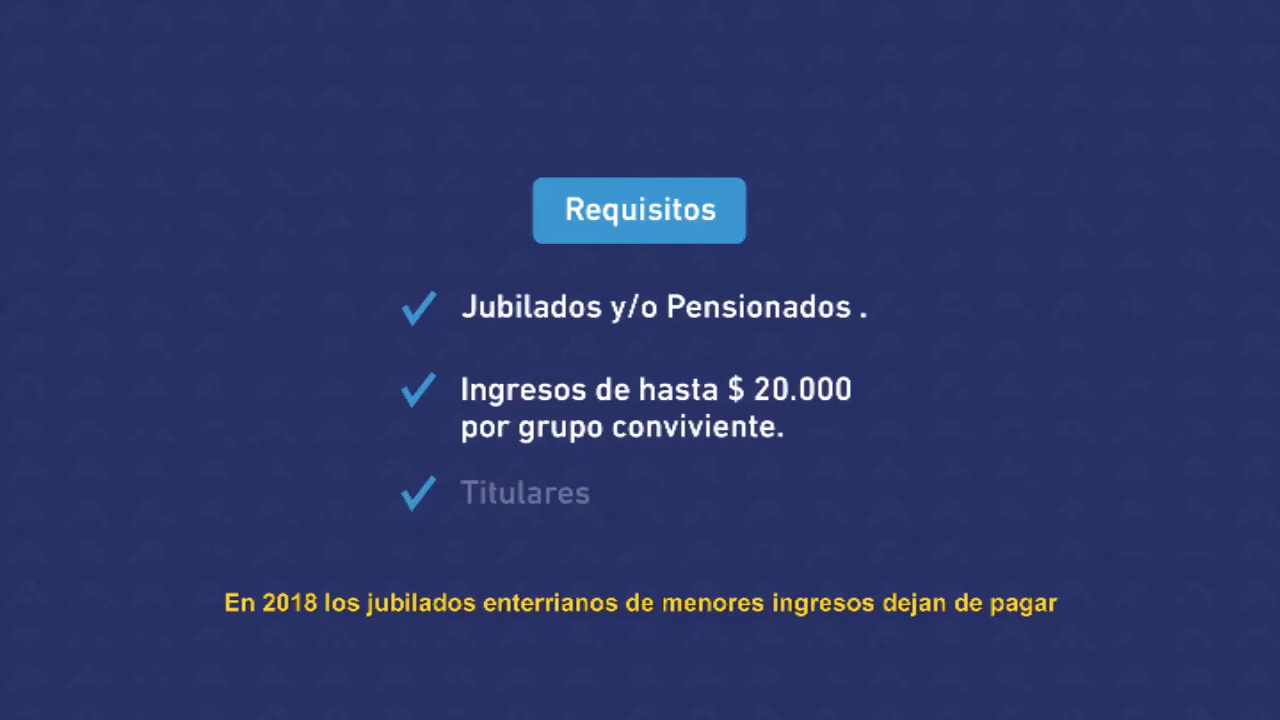 Requisitos
Jubilados y/o Pensionados .
Ingresos de hasta $ 20.000
por grupo conviviente.
Titulares
En 2018 los jubilados enterrianos de menores ingresos dejan de pagar